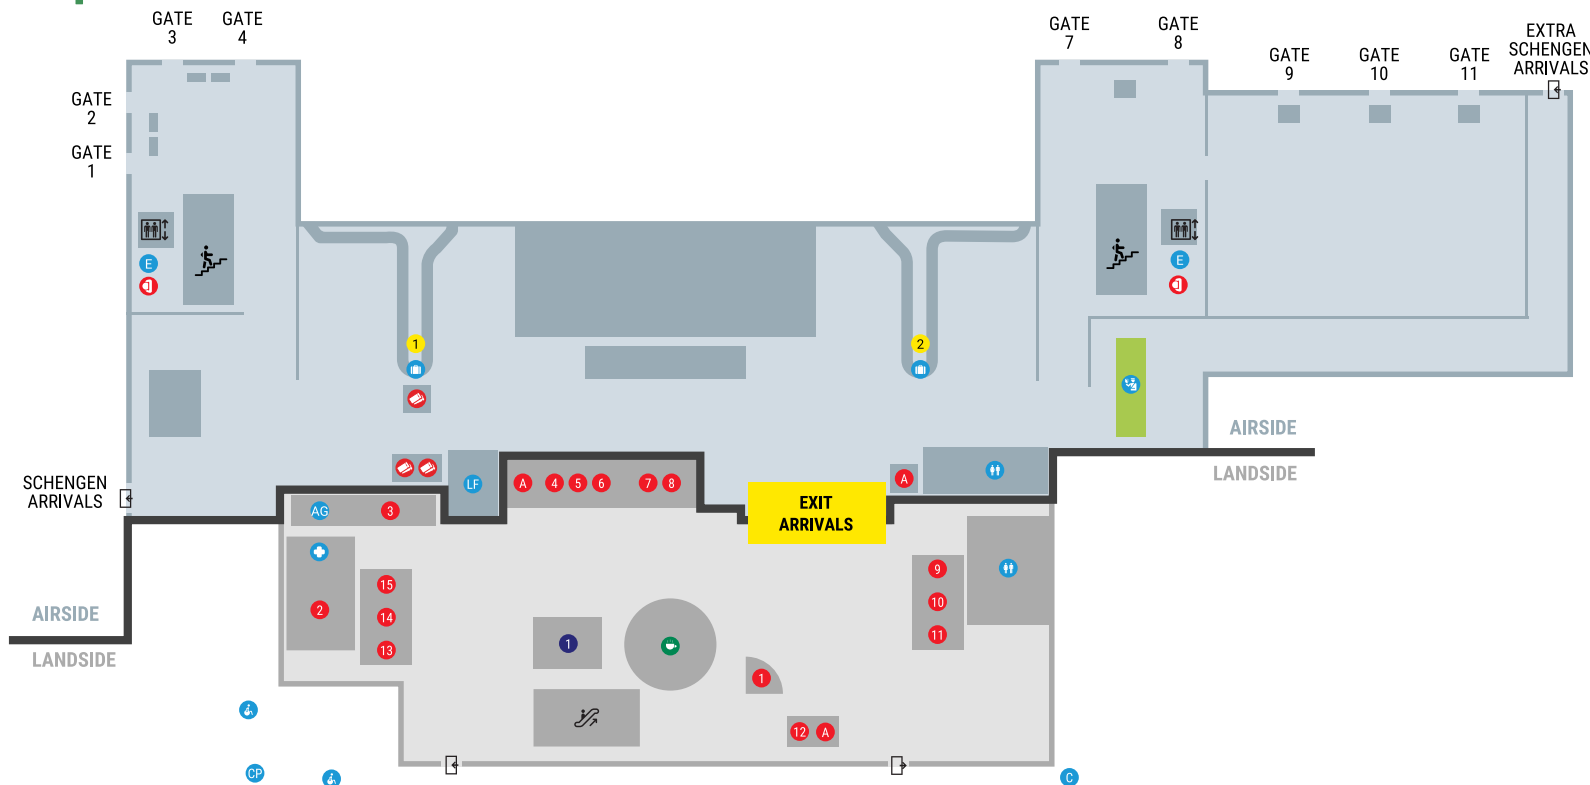 GATE
3
GATE
4
GATE
7
GATE
8
GATE
9
GATE
10
GATE
11
EXTRA
SCHENGEN
ARRIVALS
GATE
2
GATE
1
E
E
1
2
AIRSIDE
LANDSIDE
SCHENGEN
ARRIVALS
LF
A
4
5
6
7
8
A
EXIT
ARRIVALS
AG
3
2
15
14
13
9
10
11
AIRSIDE
LANDSIDE
1
1
12
A
CP
C